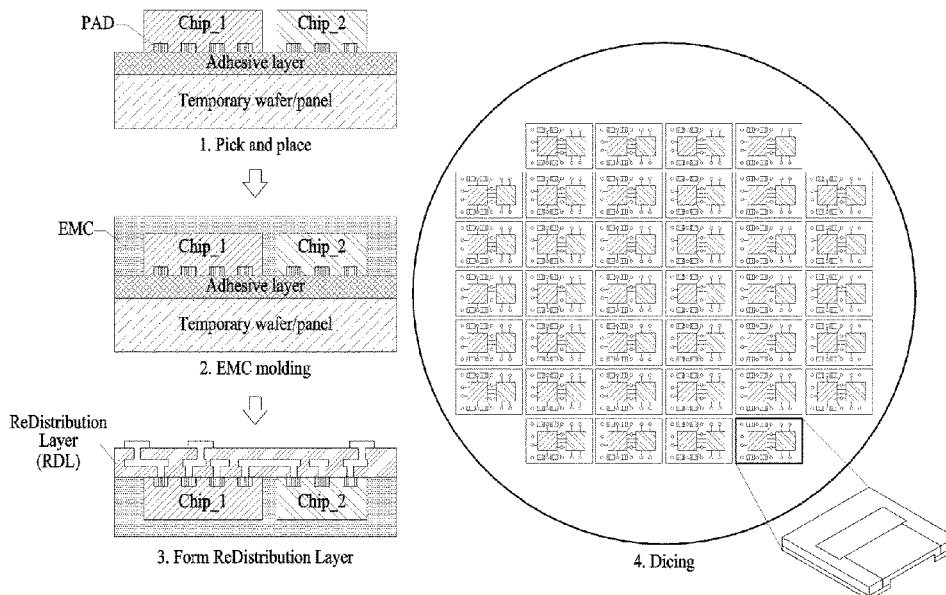 PAD
Chip_1
Chip_2
Adhesive layer
Temporary wafer/panel
1. Pick and place
EMC
Chip_1
Chip_2
Adhesive layer
Temporary wafer/panel
2. EMC molding
ReDistribution
Layer
(RDL)
Chip_1
Chip_2
3. Form ReDistribution Layer
4. Dicing